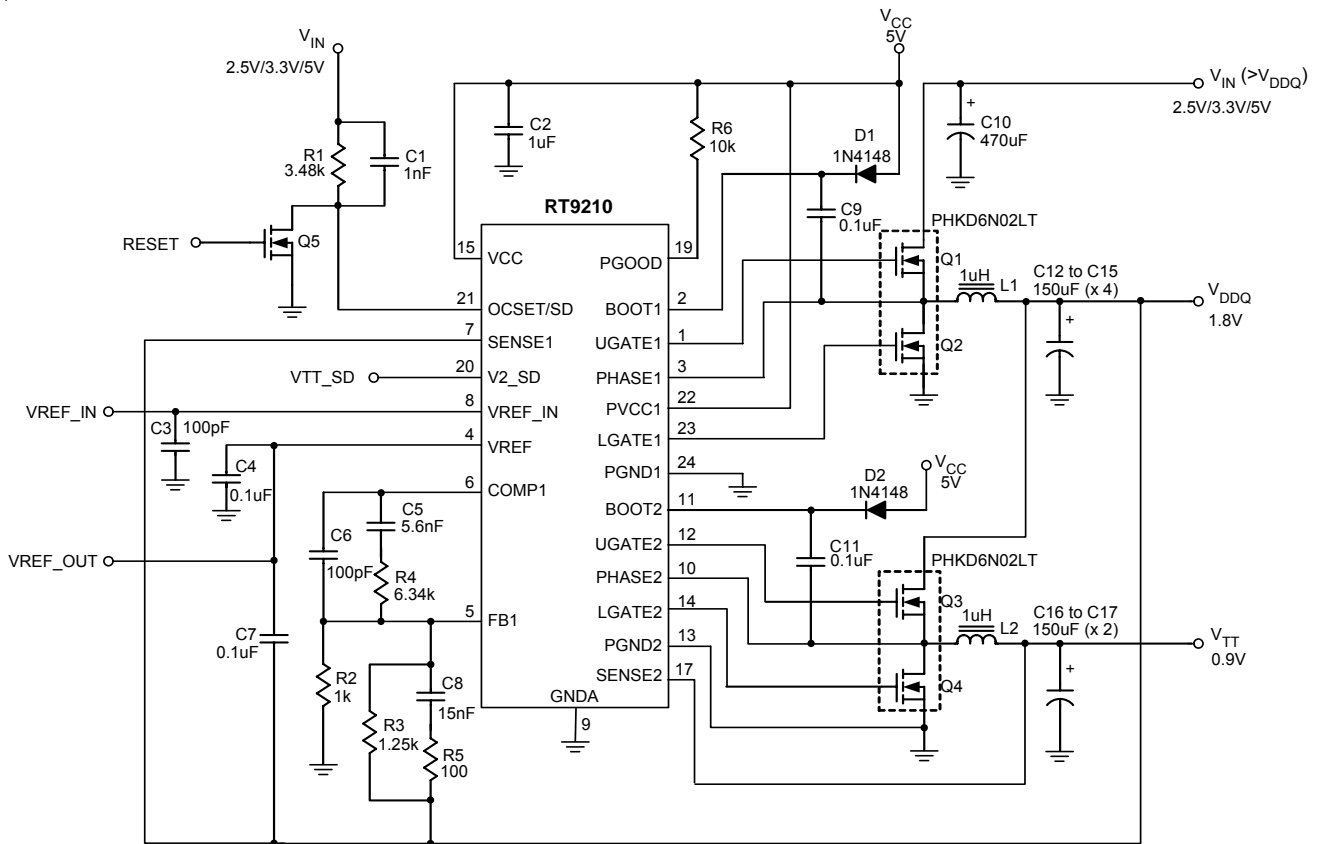 VIN
2.5V/3.3V/5V
R1
3.48k
C1
1nF
RESET
Q5
C2
1uF
R6
10k
VCC
5V
D1
1N4148
C9
0.1uF
+
C10
470uF
VIN (>VDDQ)
2.5V/3.3V/5V
RT9210
15
VCC
21
OCSET/SD
7
SENSE1
VTT_SD
20
V2_SD
VREF_IN
8
VREF_IN
C3
100pF
4
VREF
C4
0.1uF
6
COMP1
C5
5.6nF
C6
100pF
R4
6.34k
VREF_OUT
5
FB1
C7
0.1uF
R2
1k
R3
1.25k
C8
15nF
R5
100
GNDA
9
19
PGOOD
2
BOOT1
1
UGATE1
3
PHASE1
22
PVCC1
23
LGATE1
24
PGND1
11
BOOT2
12
UGATE2
10
PHASE2
14
LGATE2
13
PGND2
17
SENSE2
PHKD6N02LT
Q1
Q2
1uH
L1
C12 to C15
150uF (x 4)
+
VDDQ
1.8V
D2
1N4148
VCC
5V
C11
0.1uF
PHKD6N02LT
Q3
Q4
1uH
L2
C16 to C17
150uF (x 2)
+
VTT
0.9V